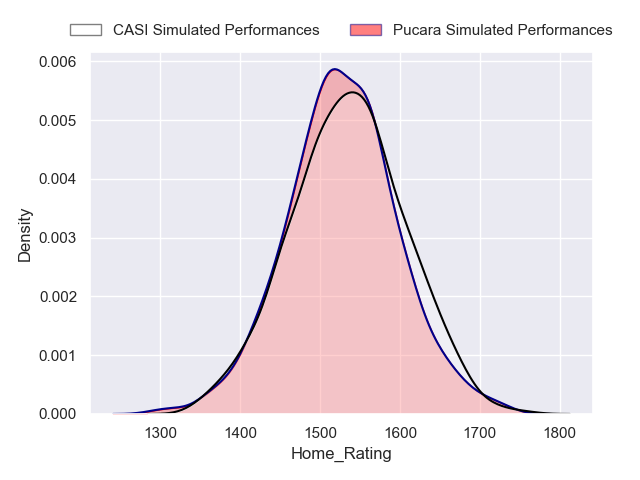 CASI Simulated Performances
Pucara Simulated Performances
0.006
0.005
0.004
0.003
0.002
0.001
0.000
Density
1300 1400 1500 1600 1700 1800
Home_Rating